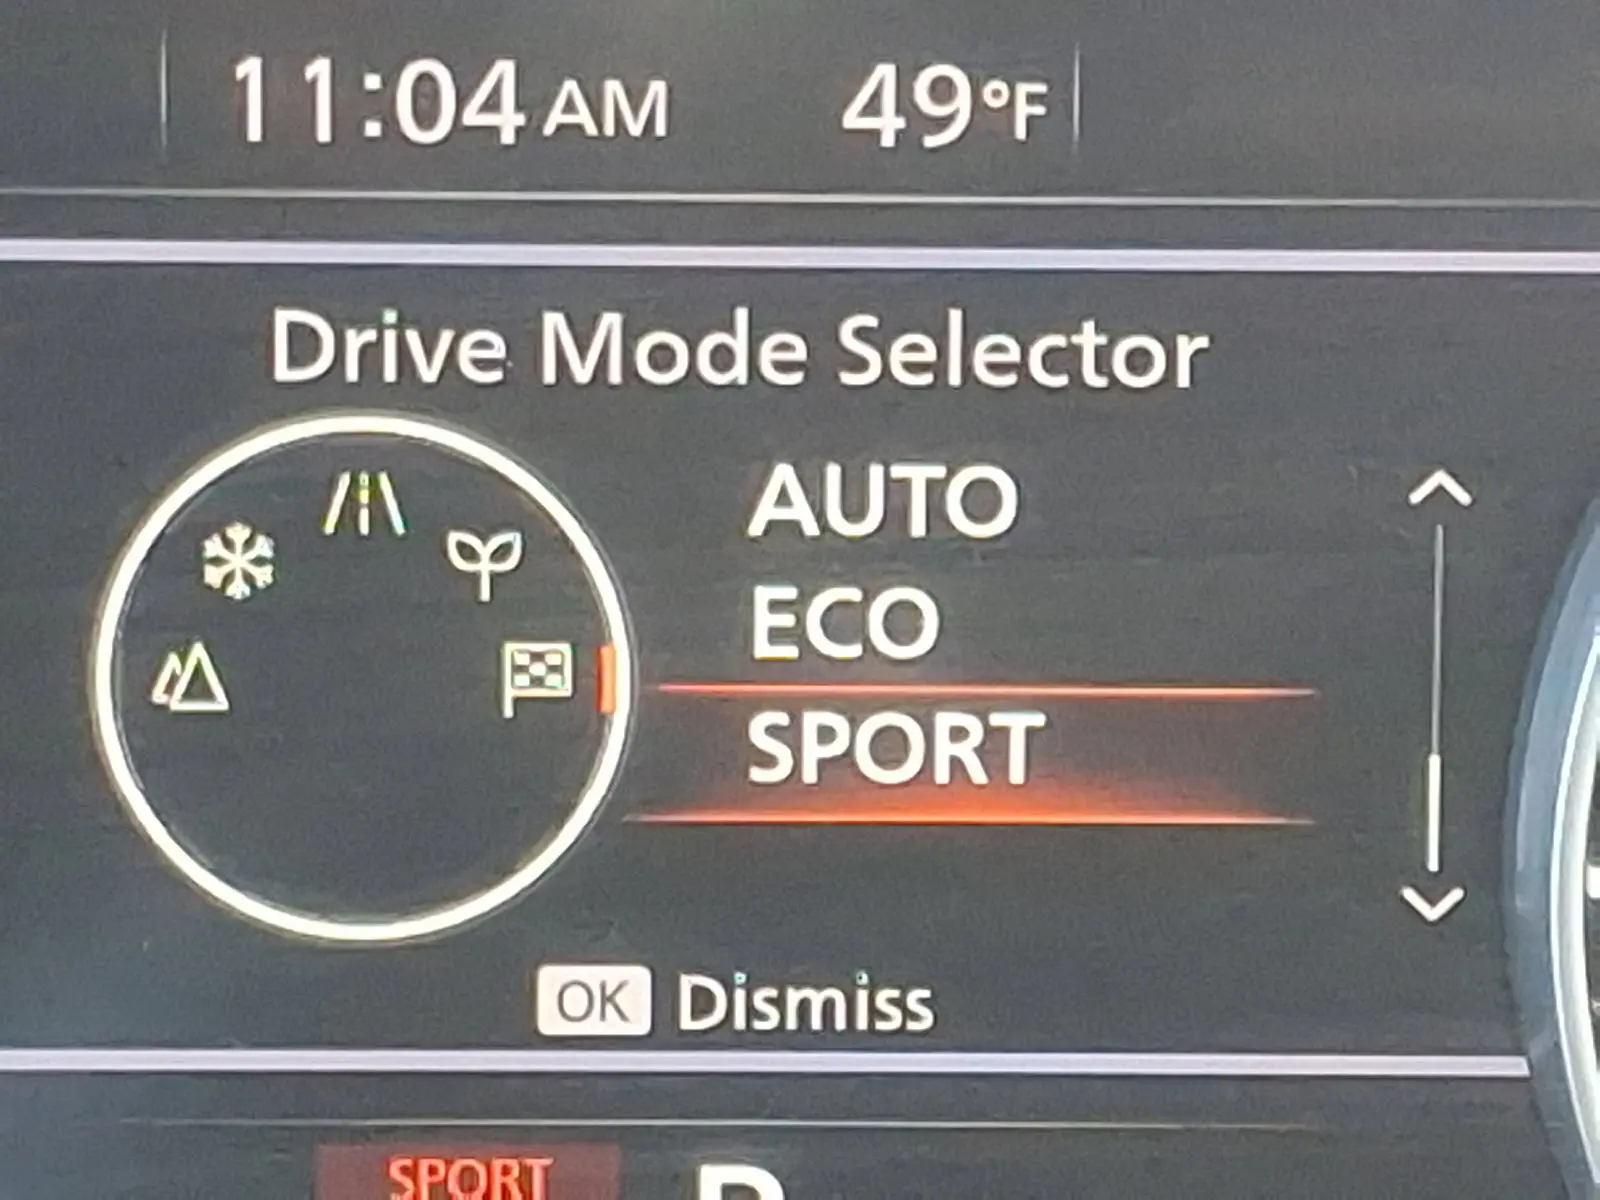 11:04 AM 49°F
Drive Mode Selector
AUTO
ECO
SPORT
OK Dismiss
SPORT